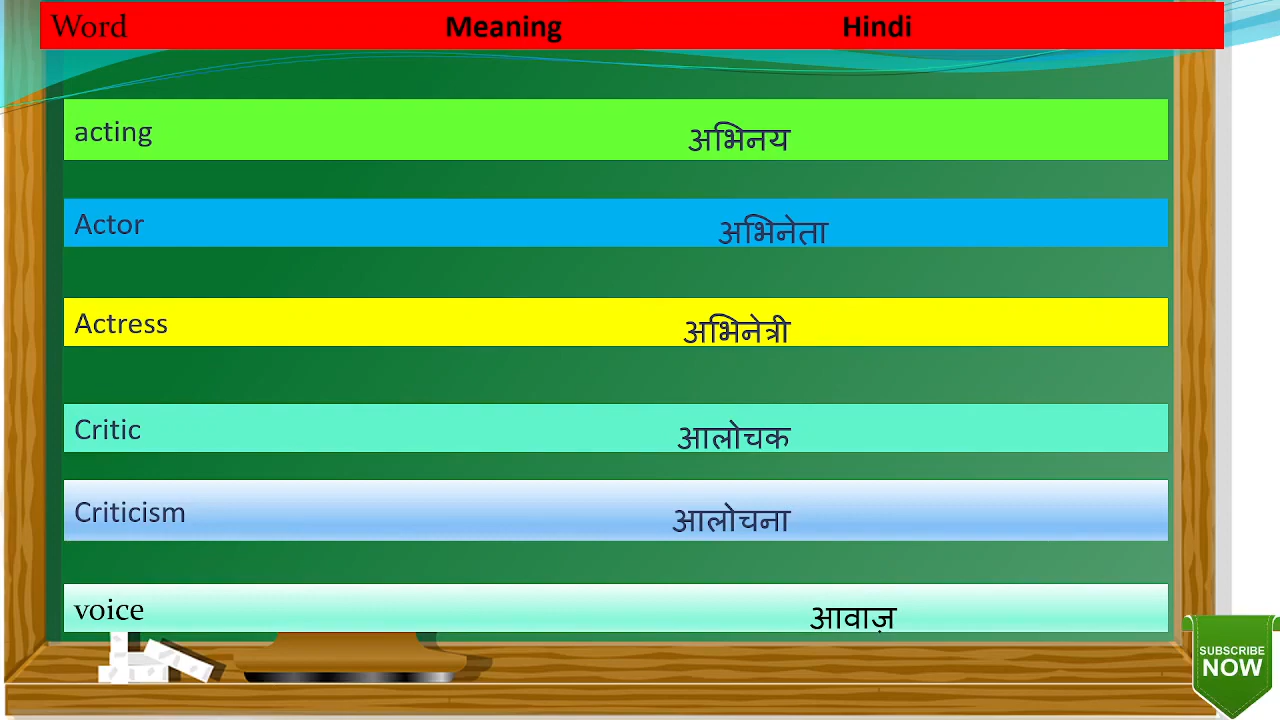 Word Meaning Hindi
acting अभिनय
Actor अभिनेता
Actress अभिनेत्री
Critic आलोचक
Criticism आलोचना
voice आवाज़
SUBSCRIBE
NOW